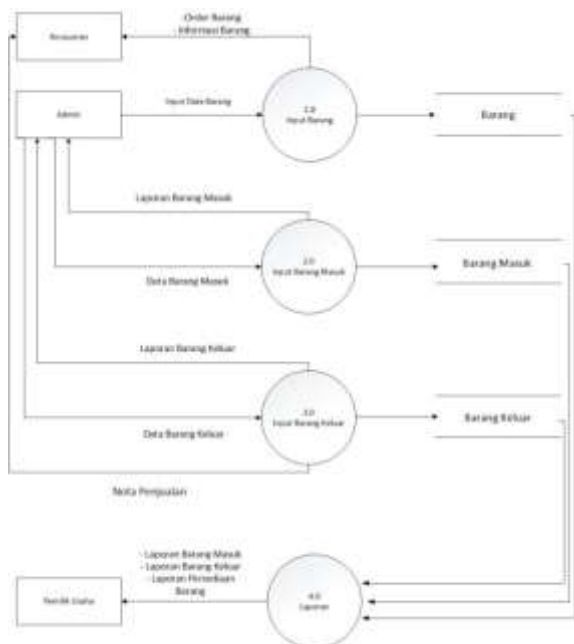 -Order Barang
- Informasi Barang
Konsumen
Admin
Input Data Barang
1.0
Input Barang
Barang
Laporan Barang Masuk
2.0
Input Barang Masuk
Barang Masuk
Data Barang Masuk
Laporan Barang Keluar
3.0
Input Barang Keluar
Barang Keluar
Data Barang Keluar
Nota Penjualan
- Laporan Barang Masuk
- Laporan Barang Keluar
- Laporan Persediaan
Barang
Pemilik Usaha
4.0
Laporan